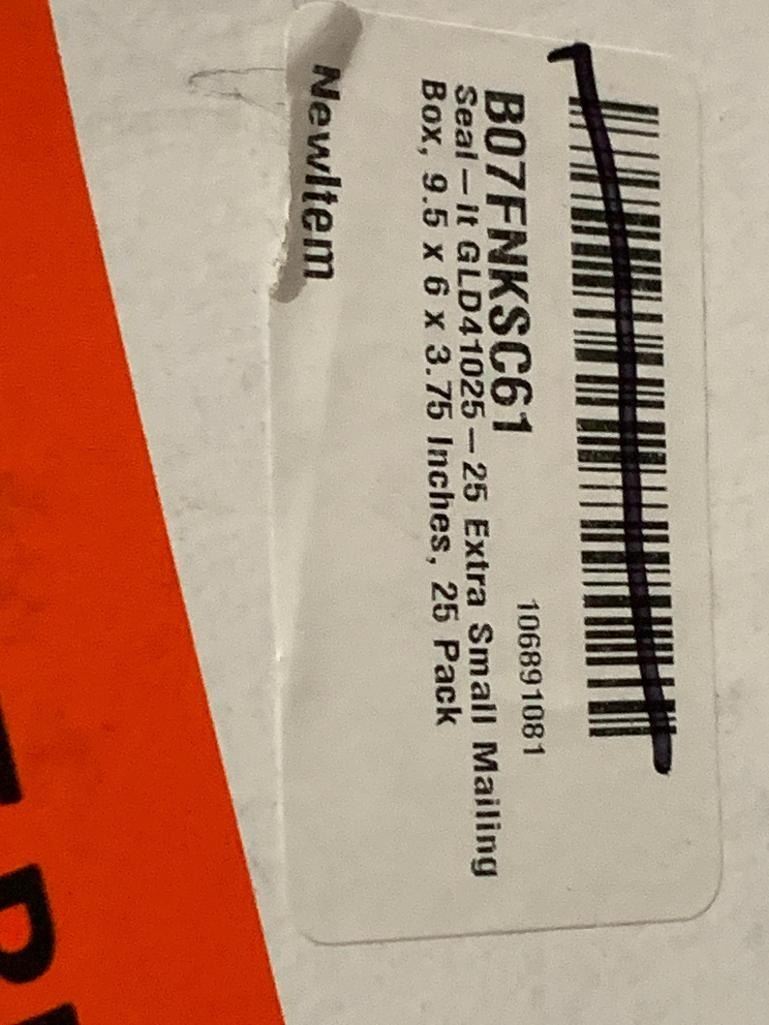 B07FNKSC61
106891081
Seal-it GLD41025-25 Extra Small Mailing
Box, 9.5 x 6 x 3.75 Inches, 25 Pack
NewItem